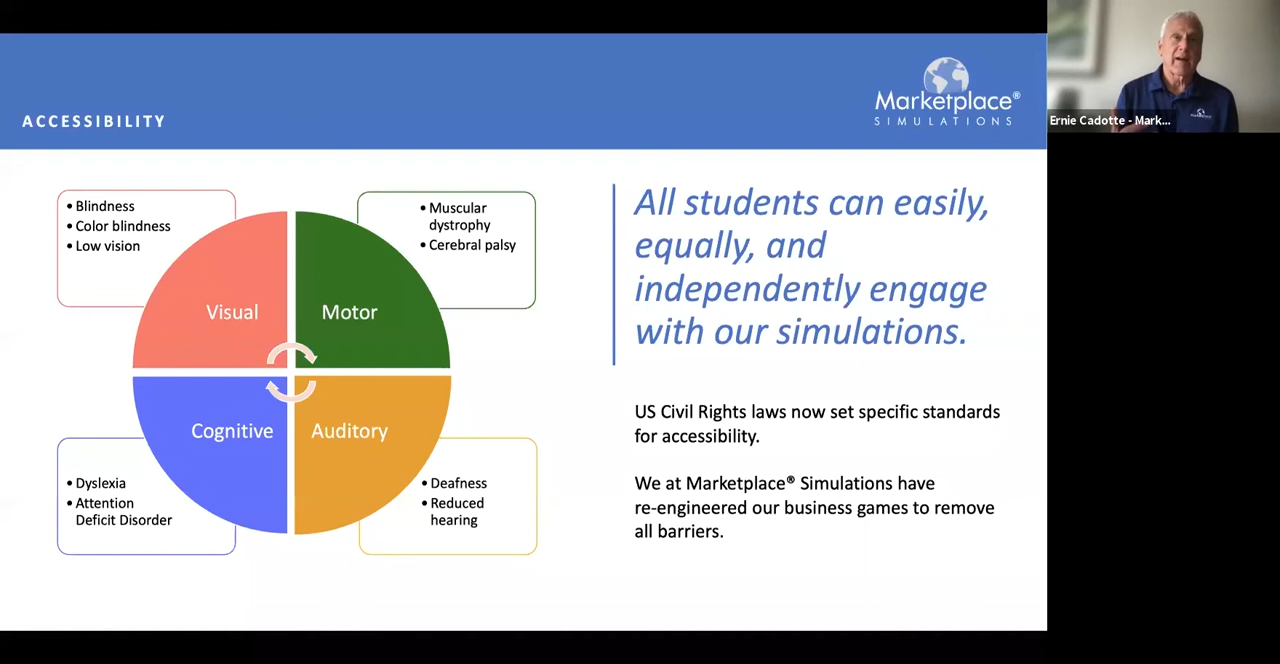 ACCESSIBILITY
Marketplace®
SIMULATIONS
Ernie Cadotte - Mark...
• Blindness
• Color blindness
• Low vision
• Muscular
dystrophy
• Cerebral palsy
Visual
Motor
Cognitive
Auditory
• Dyslexia
• Attention
Deficit Disorder
• Deafness
• Reduced
hearing
All students can easily,
equally, and
independently engage
with our simulations.
US Civil Rights laws now set specific standards
for accessibility.
We at Marketplace® Simulations have
re-engineered our business games to remove
all barriers.